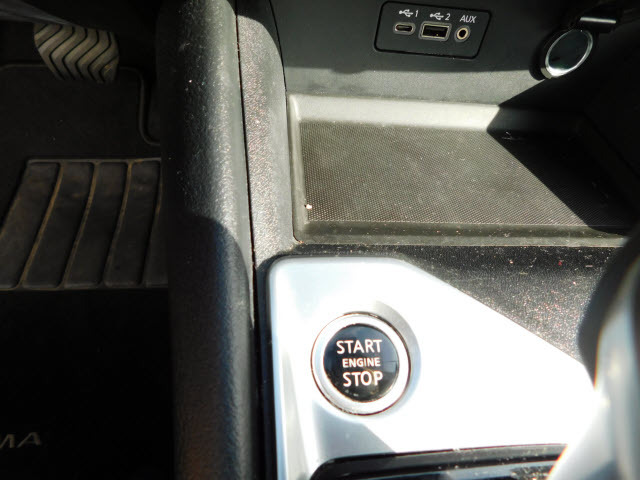 1 2 AUX
START
ENGINE
STOP
MA